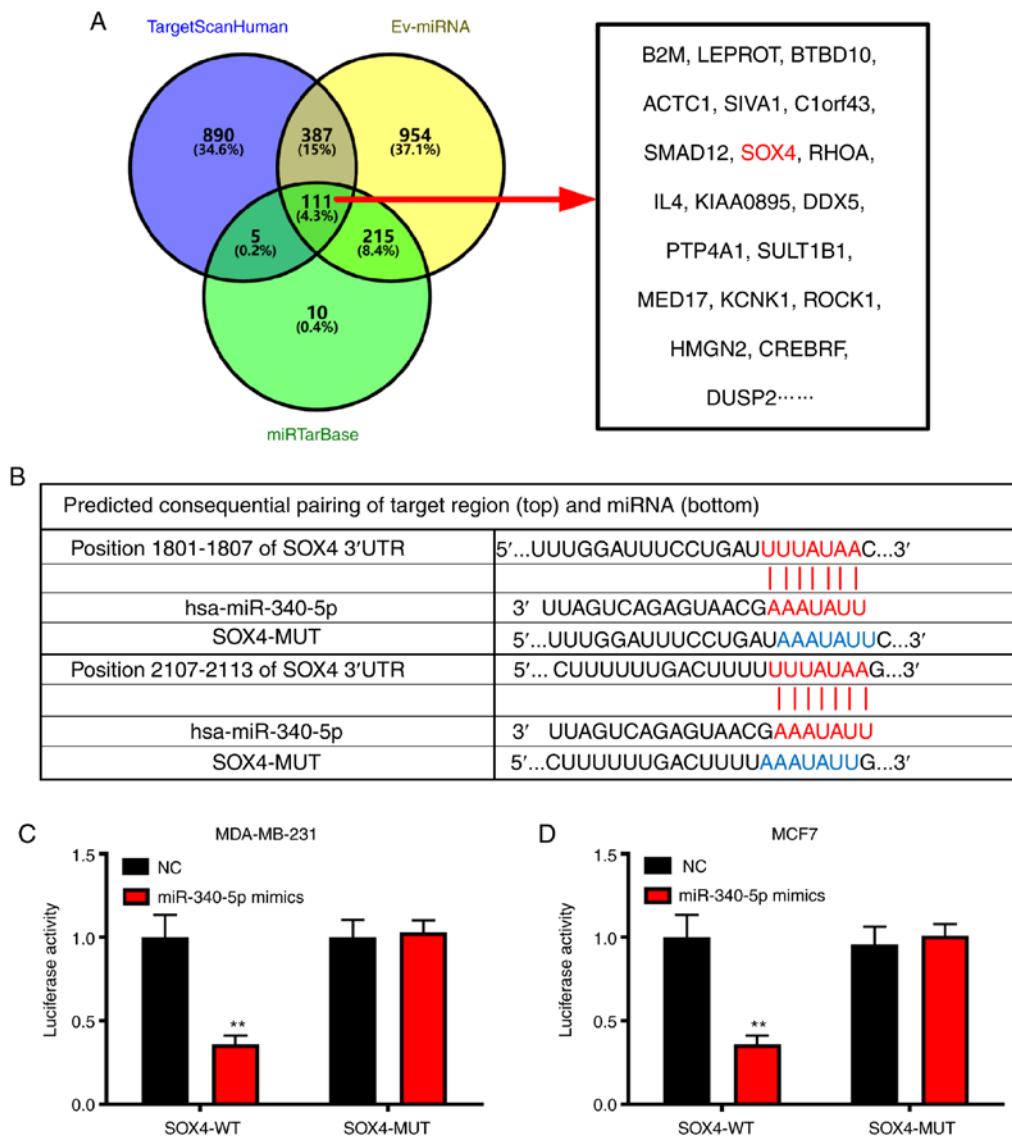 A
TargetScanHuman
Ev-miRNA
890
(34.6%)
387
(15%)
954
(37.1%)
111
(4.3%)
5
(0.2%)
215
(8.4%)
10
(0.4%)
miRTarBase
B2M, LEPROT, BTBD10,
ACTC1, SIVA1, C1orf43,
SMAD12, SOX4, RHOA,
IL4, KIAA0895, DDX5,
PTP4A1, SULT1B1,
MED17, KCNK1, ROCK1,
HMGN2, CREBRF,
DUSP2······
B
Predicted consequential pairing of target region (top) and miRNA (bottom)
Position 1801-1807 of SOX4 3′UTR 5′...UUUGGAUUUCCUGAUUUUAUAAC...3′
hsa-miR-340-5p 3′ UUAGUCAGAGUAACGAAAUAUU
SOX4-MUT 5′...UUUGGAUUUCCUGAUAAAUAUUC...3′
Position 2107-2113 of SOX4 3′UTR 5′... CUUUUUUGACUUUUUUUAUAAG...3′
hsa-miR-340-5p 3′ UUAGUCAGAGUAACGAAAUAUU
SOX4-MUT 5′...CUUUUUUGACUUUUAAAUAUUG...3′
C
MDA-MB-231
Luciferase activity
1.5
1.0
0.5
0.0
NC
miR-340-5p mimics
**
SOX4-WT
SOX4-MUT
D
MCF7
Luciferase activity
1.5
1.0
0.5
0.0
NC
miR-340-5p mimics
**
SOX4-WT
SOX4-MUT